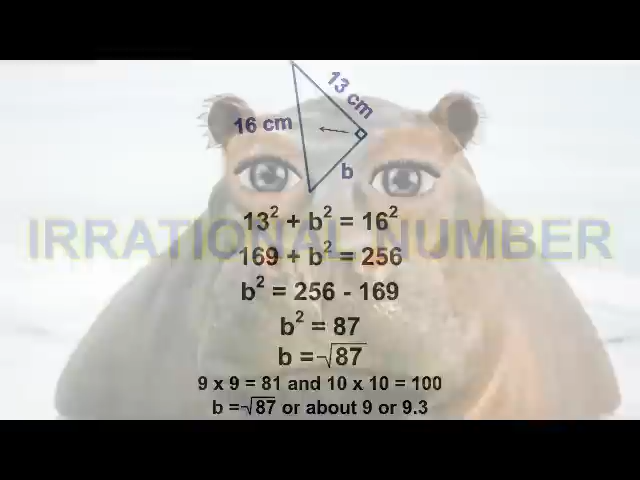 13 cm
16 cm
b
13² + b² = 16²
IRRATIONAL NUMBER
169 + b² = 256
b² = 256 - 169
b² = 87
b = √87
9 x 9 = 81 and 10 x 10 = 100
b = √87 or about 9 or 9.3